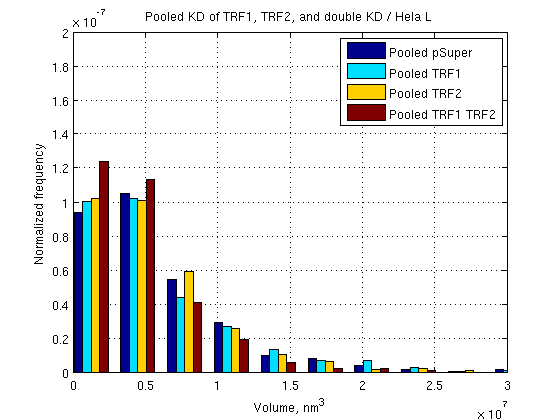 Pooled KD of TRF1, TRF2, and double KD / Hela L
× 10^-7
2
1.8
1.6
1.4
1.2
1
0.8
0.6
0.4
0.2
0
Normalized frequency
Pooled pSuper
Pooled TRF1
Pooled TRF2
Pooled TRF1 TRF2
0 0.5 1 1.5 2 2.5 3
× 10^7
Volume, nm^3